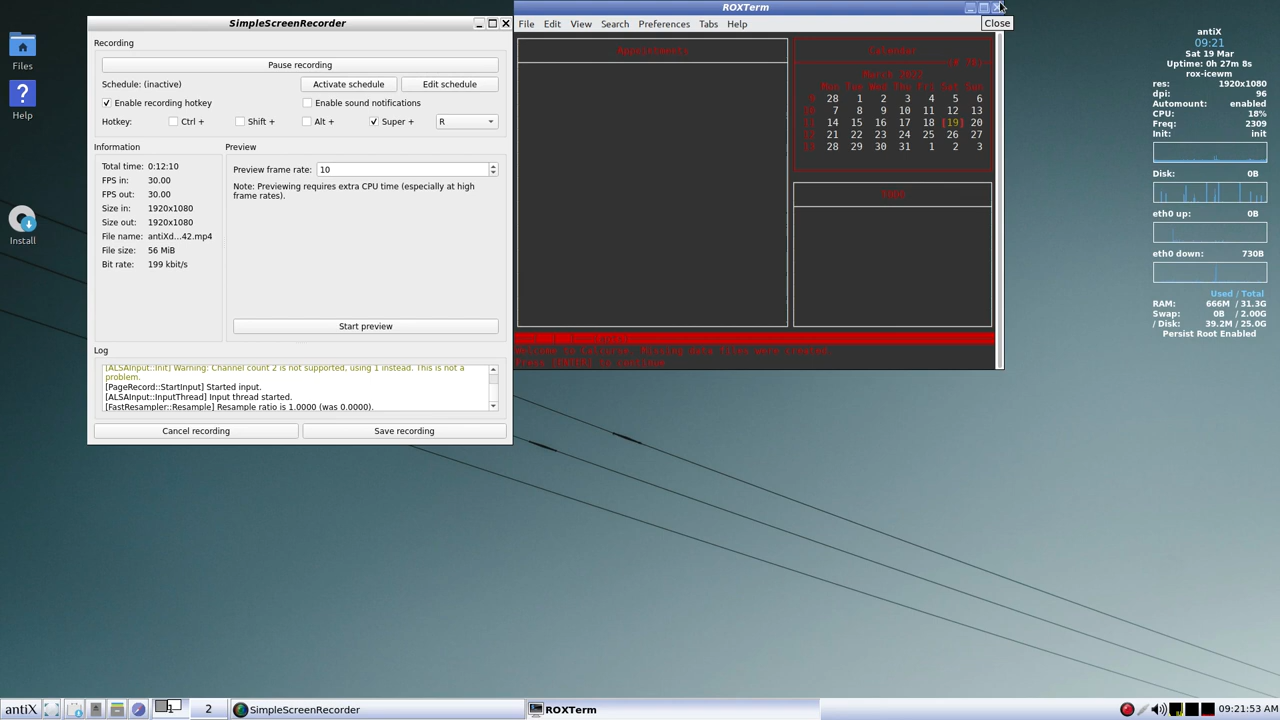 SimpleScreenRecorder
Recording
Pause recording
Schedule: (inactive)
Activate schedule
Edit schedule
Enable recording hotkey
Enable sound notifications
Hotkey:
Ctrl +
Shift +
Alt +
Super +
R
Information
Total time: 0:12:10
FPS in: 30.00
FPS out: 30.00
Size in: 1920x1080
Size out: 1920x1080
File name: antiXd...42.mp4
File size: 56 MiB
Bit rate: 199 kbit/s
Preview
Preview frame rate: 10
Note: Previewing requires extra CPU time (especially at high
frame rates).
Start preview
Log
[ALSAInput::Init] Warning: Channel count 2 is not supported, using 1 instead. This is not a
problem.
[PageRecord::StartInput] Started input.
[ALSAInput::InputThread] Input thread started.
[FastResampler::Resample] Resample ratio is 1.0000 (was 0.0000).
Cancel recording
Save recording
ROXTerm
File Edit View Search Preferences Tabs Help
Close
Appointments
Calendar
March 2022
Mon Tue Wed Thu Fri Sat Sun
9 28 1 2 3 4 5 6
10 7 8 9 10 11 12 13
11 14 15 16 17 18 [19] 20
12 21 22 23 24 25 26 27
13 28 29 30 31 1 2 3
TODO
Welcome to Calcurse. Missing data files were created.
Press [ENTER] to continue
Files
Help
Install
antiX
09:21
Sat 19 Mar
Uptime: 0h 27m 8s
rox-icewm
res: 1920x1080
dpi: 96
Automount: enabled
CPU: 18%
Freq: 2309
Init: init
Disk: 0B
eth0 up: 0B
eth0 down: 730B
Used / Total
RAM: 666M / 31.3G
Swap: 0B / 2.00G
/ Disk: 39.2M / 25.0G
Persist Root Enabled
antiX
1
2
SimpleScreenRecorder
ROXTerm
09:21:53 AM